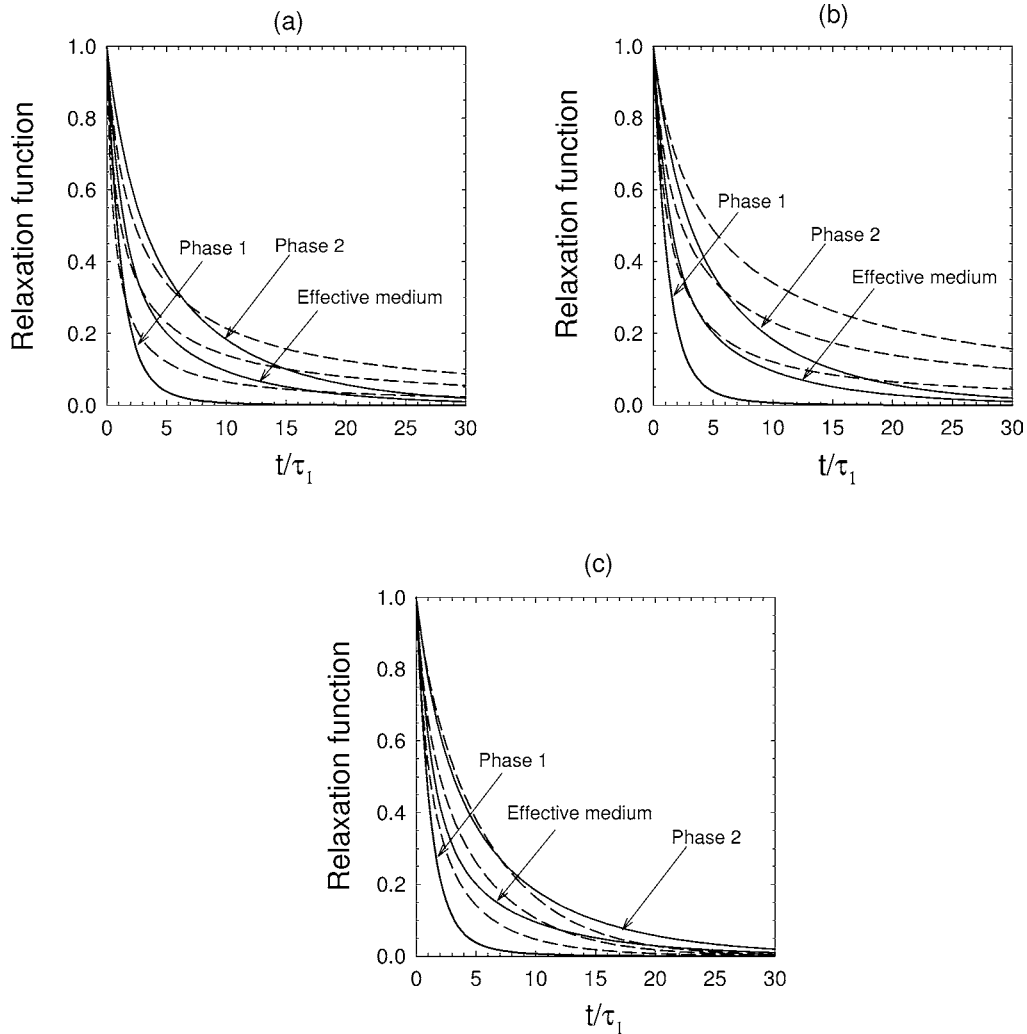 (a)
Relaxation function
1.0
0.8
0.6
0.4
0.2
0.0
Phase 1
Phase 2
Effective medium
0 5 10 15 20 25 30
t/τ₁
(b)
Relaxation function
1.0
0.8
0.6
0.4
0.2
0.0
Phase 1
Phase 2
Effective medium
0 5 10 15 20 25 30
t/τ₁
(c)
Relaxation function
1.0
0.8
0.6
0.4
0.2
0.0
Phase 1
Effective medium
Phase 2
0 5 10 15 20 25 30
t/τ₁